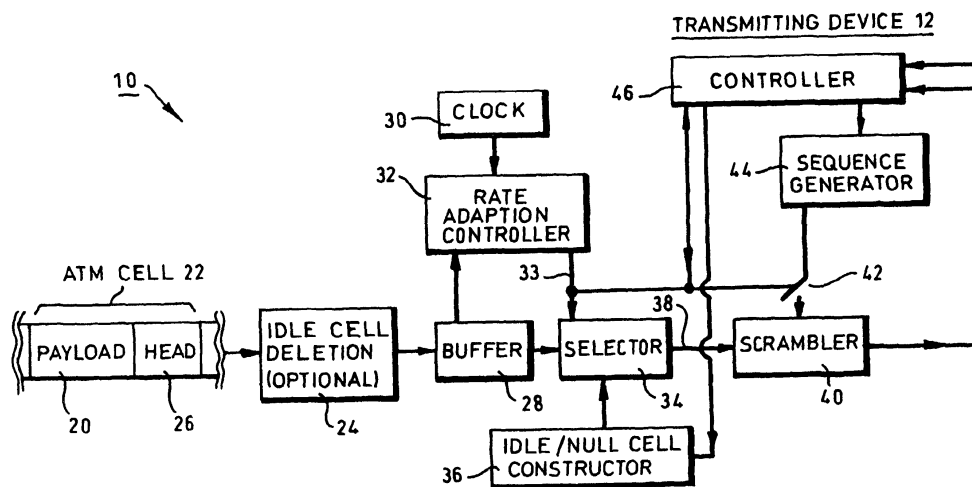 TRANSMITTING DEVICE 12
10
46
CONTROLLER
30
CLOCK
32
RATE
ADAPTION
CONTROLLER
44
SEQUENCE
GENERATOR
33
42
38
ATM CELL 22
PAYLOAD
HEAD
20
26
IDLE CELL
DELETION
(OPTIONAL)
24
BUFFER
28
SELECTOR
34
SCRAMBLER
40
36
IDLE/NULL CELL
CONSTRUCTOR